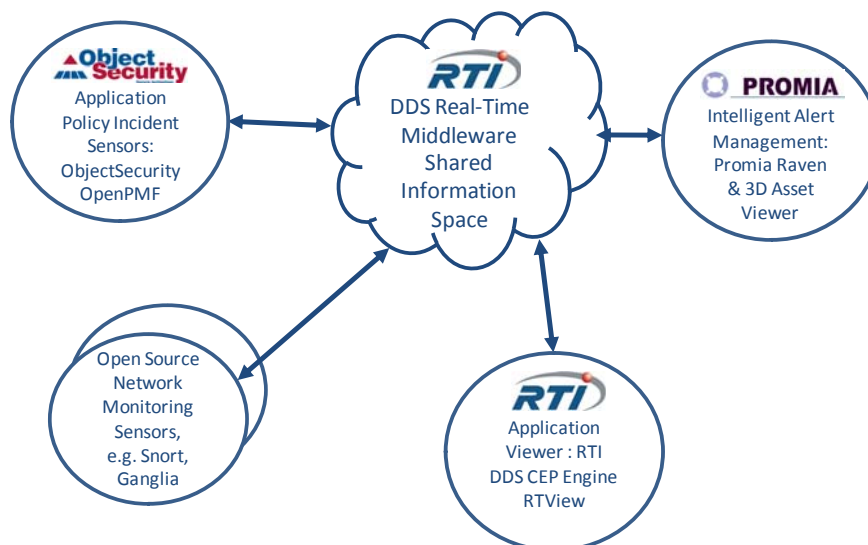 Object
Security
Application
Policy Incident
Sensors:
ObjectSecurity
OpenPMF
RTI
DDS Real-Time
Middleware
Shared
Information
Space
PROMIA
Intelligent Alert
Management:
Promia Raven
& 3D Asset
Viewer
Open Source
Network
Monitoring
Sensors,
e.g. Snort,
Ganglia
RTI
Application
Viewer : RTI
DDS CEP Engine
RTView